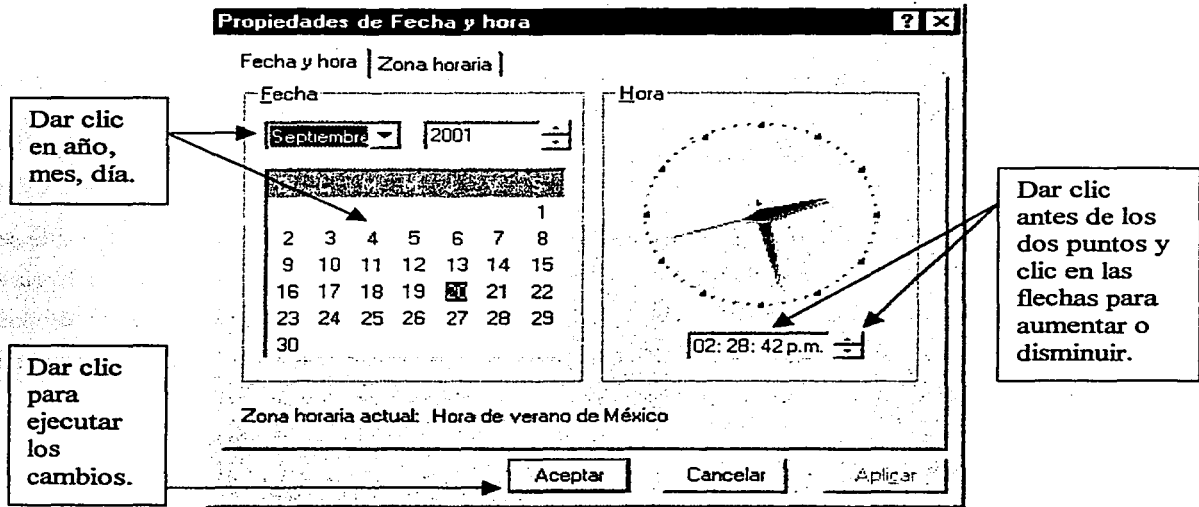 Propiedades de Fecha y hora
Fecha y hora Zona horaria
Fecha
Septiembre 2001
1
2 3 4 5 6 7 8
9 10 11 12 13 14 15
16 17 18 19 20 21 22
23 24 25 26 27 28 29
30
Hora
02: 28: 42 p.m.
Zona horaria actual: Hora de verano de México
Aceptar Cancelar Aplicar
Dar clic
en año,
mes, día.
Dar clic
para
ejecutar
los
cambios.
Dar clic
antes de los
dos puntos y
clic en las
flechas para
aumentar o
disminuir.